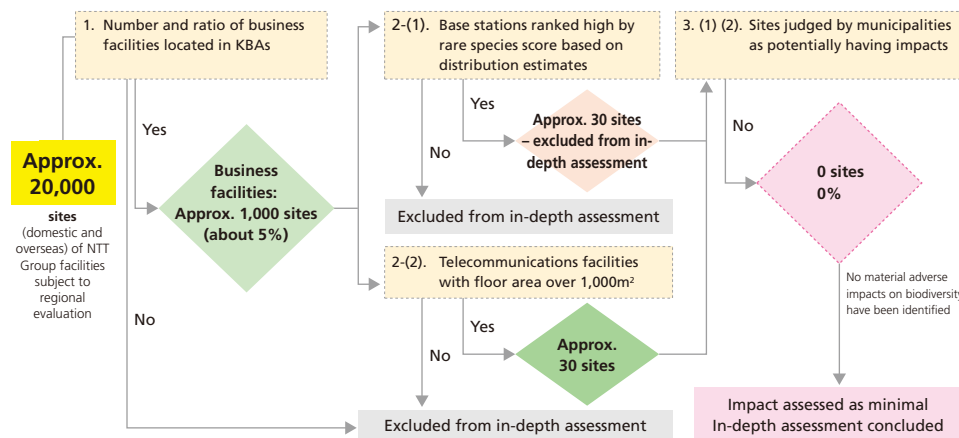 1. Number and ratio of business
facilities located in KBAs
2-(1). Base stations ranked high by
rare species score based on
distribution estimates
3. (1) (2). Sites judged by municipalities
as potentially having impacts
Yes
Yes
No
Approx. 30 sites
– excluded from in-
depth assessment
No
Approx.
20,000
sites
(domestic and
overseas) of NTT
Group facilities
subject to
regional
evaluation
Business
facilities:
Approx. 1,000 sites
(about 5%)
0 sites
0%
Excluded from in-depth assessment
2-(2). Telecommunications facilities
with floor area over 1,000m²
No material adverse
impacts on biodiversity
have been identified
No
Yes
No
Approx.
30 sites
Excluded from in-depth assessment
Impact assessed as minimal
In-depth assessment concluded